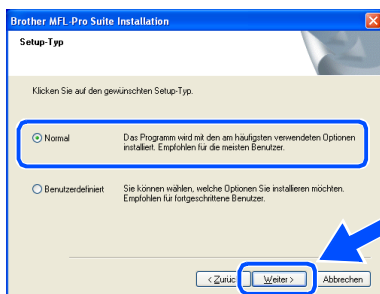 Brother MFL-Pro Suite Installation
Setup-Typ
Klicken Sie auf den gewünschten Setup-Typ.
Normal
Das Programm wird mit den am häufigsten verwendeten Optionen
installiert. Empfohlen für die meisten Benutzer.
Benutzerdefiniert
Sie können wählen, welche Optionen Sie installieren möchten.
Empfohlen für fortgeschrittene Benutzer.
< Zurüc Weiter > Abbrechen